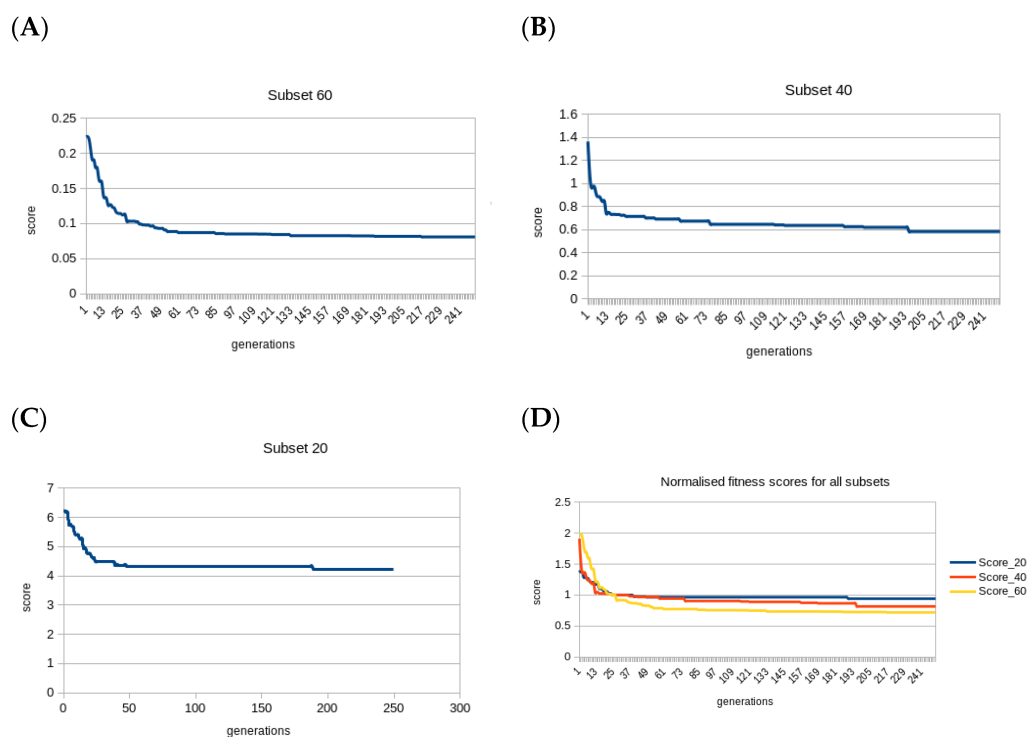 (A)
Subset 60
0.25
0.2
0.15
0.1
0.05
0
score
1 13 25 37 49 61 73 85 97 109 121 133 145 157 169 181 193 205 217 229 241
generations
(B)
Subset 40
1.6
1.4
1.2
1
0.8
0.6
0.4
0.2
0
score
1 13 25 37 49 61 73 85 97 109 121 133 145 157 169 181 193 205 217 229 241
generations
(C)
Subset 20
7
6
5
4
3
2
1
0
score
0 50 100 150 200 250 300
generations
(D)
Normalised fitness scores for all subsets
2.5
2
1.5
1
0.5
0
score
1 13 25 37 49 61 73 85 97 109 121 133 145 157 169 181 193 205 217 229 241
generations
Score_20
Score_40
Score_60